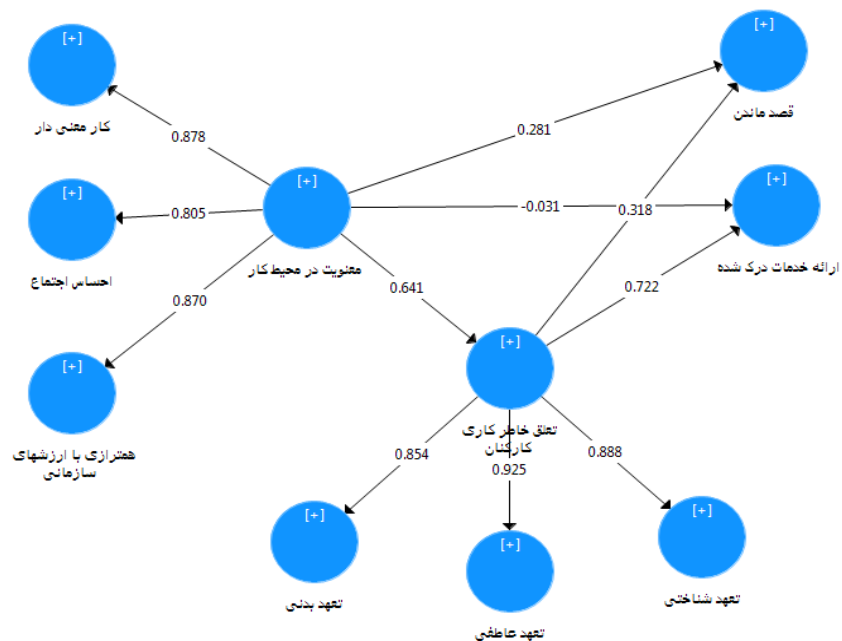 [+]
[+]
کار معنی دار
قصد ماندن
0.878
0.281
[+]
[+]
[+]
0.805
-0.031
0.318
احساس اجتماع
معنویت در محیط کار
ارائه خدمات درک شده
0.870
0.641
0.722
[+]
[+]
همترازی با ارزشهای
سازمانی
تعلق خاطر کاری
کارکنان
0.854
0.925
0.888
[+]
[+]
[+]
تعهد بدنی
تعهد عاطفی
تعهد شناختی